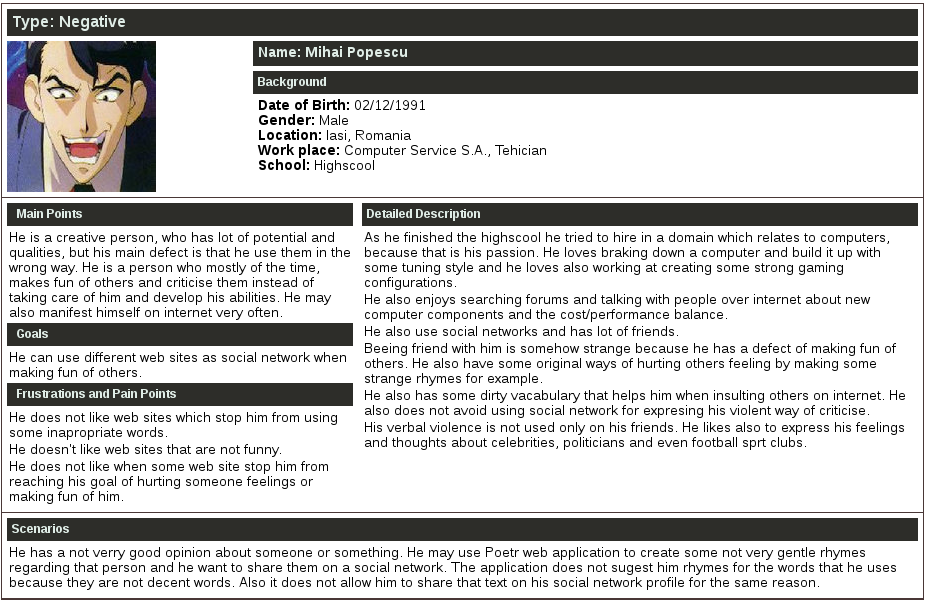 Type: Negative
Name: Mihai Popescu
Background
Date of Birth: 02/12/1991
Gender: Male
Location: Iasi, Romania
Work place: Computer Service S.A., Tehician
School: Highscool
Main Points
He is a creative person, who has lot of potential and
qualities, but his main defect is that he use them in the
wrong way. He is a person who mostly of the time,
makes fun of others and criticise them instead of
taking care of him and develop his abilities. He may
also manifest himself on internet very often.
Goals
He can use different web sites as social network when
making fun of others.
Frustrations and Pain Points
He does not like web sites which stop him from using
some inapropriate words.
He doesn't like web sites that are not funny.
He does not like when some web site stop him from
reaching his goal of hurting someone feelings or
making fun of him.
Detailed Description
As he finished the highscool he tried to hire in a domain which relates to computers,
because that is his passion. He loves braking down a computer and build it up with
some tuning style and he loves also working at creating some strong gaming
configurations.
He also enjoys searching forums and talking with people over internet about new
computer components and the cost/performance balance.
He also use social networks and has lot of friends.
Beeing friend with him is somehow strange because he has a defect of making fun of
others. He also have some original ways of hurting others feeling by making some
strange rhymes for example.
He also has some dirty vacabulary that helps him when insulting others on internet. He
also does not avoid using social network for expresing his violent way of criticise.
His verbal violence is not used only on his friends. He likes also to express his feelings
and thoughts about celebrities, politicians and even football sprt clubs.
Scenarios
He has a not verry good opinion about someone or something. He may use Poetr web application to create some not very gentle rhymes
regarding that person and he want to share them on a social network. The application does not sugest him rhymes for the words that he uses
because they are not decent words. Also it does not allow him to share that text on his social network profile for the same reason.